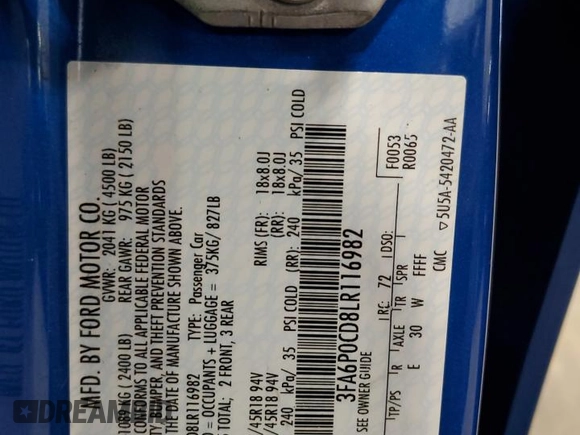 MFD. BY FORD MOTOR CO.
GVWR: 2041 KG ( 4500 LB)
(2400 LB) REAR GAWR: 975 KG ( 2150 LB)
CONFORMS TO ALL APPLICABLE FEDERAL MOTOR
BUMPER, AND THEFT PREVENTION STANDARDS
THE DATE OF MANUFACTURE SHOWN ABOVE.
D8LR116982 TYPE: Passenger Car
OCCUPANTS + LUGGAGE = 375KG/ 827LB
TOTAL: 2 FRONT, 3 REAR
/45R18 94V RIMS (FR): 18x8.0J
/45R18 94V (RR): 18x8.0J
240 kPa/ 35 PSI COLD (RR): 240 kPa/ 35 PSI COLD
3FA6P0CD8LR116982
SEE OWNER GUIDE
F0053
R0065
RC: 72 DSO:
TP/PS R AXLE TR SPR
E 30 W FFFF
CMC ▽5U5A-5420472-AA
DREAMBID